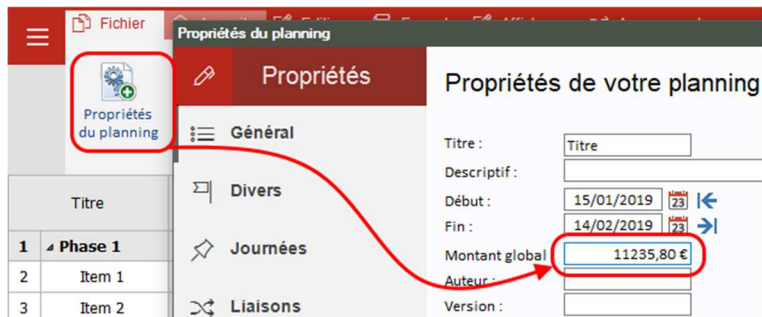 Fichier
Propriétés du planning
Propriétés
du planning
Propriétés
Général
Divers
Journées
Liaisons
Titre
1 Phase 1
2 Item 1
3 Item 2
Propriétés de votre planning
Titre : Titre
Descriptif :
Début : 15/01/2019 23
Fin : 14/02/2019 23
Montant global 11235,80 €
Auteur :
Version :